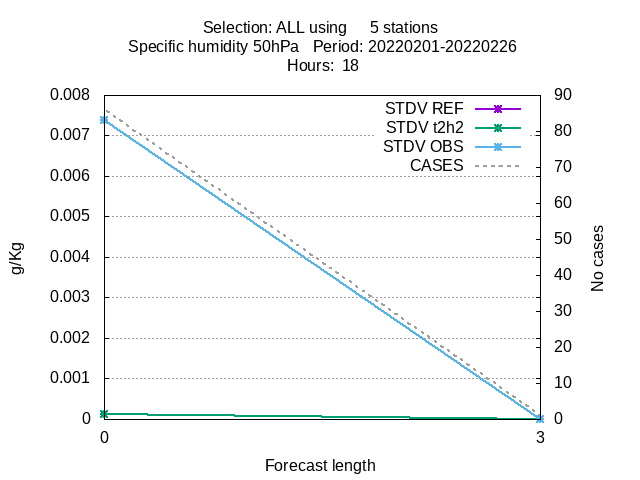 Selection: ALL using 5 stations
Specific humidity 50hPa Period: 20220201-20220226
Hours: 18
0.008
0.007
0.006
0.005
0.004
0.003
0.002
0.001
0
g/Kg
STDV REF
STDV t2h2
STDV OBS
CASES
90
80
70
60
50
40
30
20
10
0
No cases
0
3
Forecast length